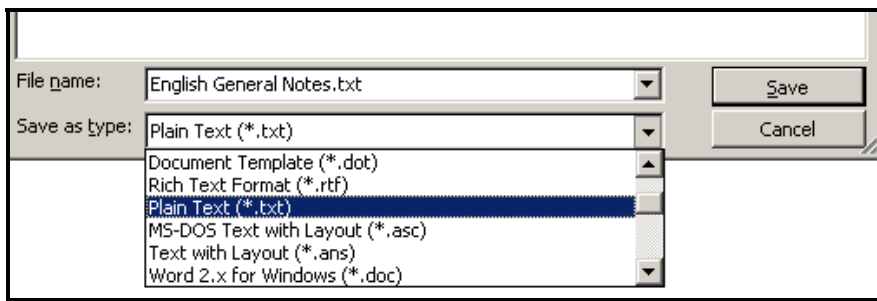 File name: English General Notes.txt Save
Save as type: Plain Text (*.txt) Cancel
Document Template (*.dot)
Rich Text Format (*.rtf)
Plain Text (*.txt)
MS-DOS Text with Layout (*.asc)
Text with Layout (*.ans)
Word 2.x for Windows (*.doc)